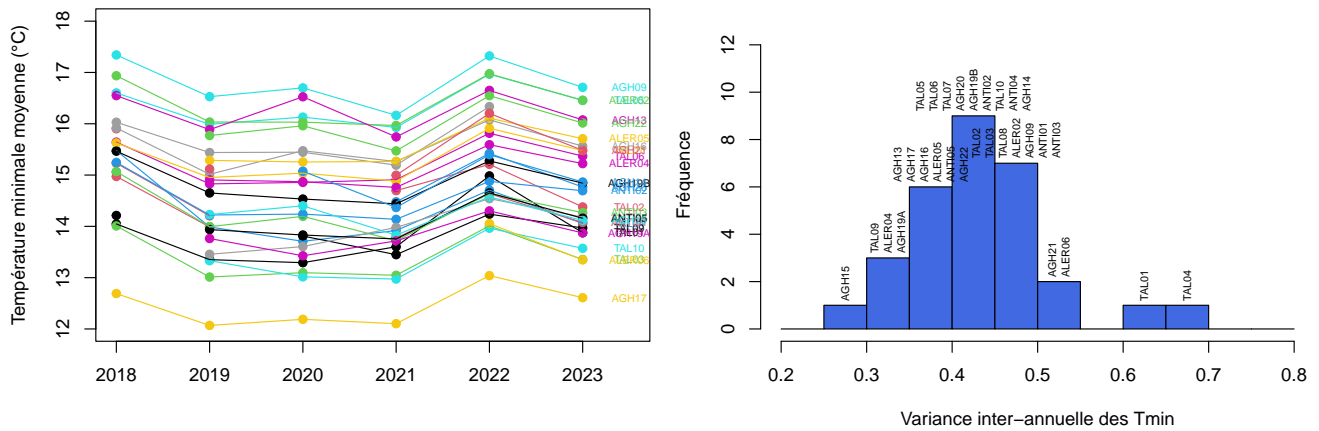 Température minimale moyenne (°C)
18
17
16
15
14
13
12
2018
2019
2020
2021
2022
2023
AGH09
AGH13
AGH22
ALER05
TAL06
ALER04
AGH19B
ANTI02
TAL02
ANTI05
TAL09
TAL10
TAL03
ALER06
AGH17
Fréquence
12
10
8
6
4
2
0
AGH15
TAL09
ALER04
AGH19A
AGH13
AGH17
AGH16
ALER05
ANTI05
TAL05
TAL06
TAL07
AGH22
AGH20
AGH19B
TAL02
ANTI02
TAL03
TAL10
TAL08
ANTI04
ALER02
AGH14
AGH09
ANTI01
ANTI03
AGH21
ALER06
TAL01
TAL04
0.2
0.3
0.4
0.5
0.6
0.7
0.8
Variance inter−annuelle des Tmin